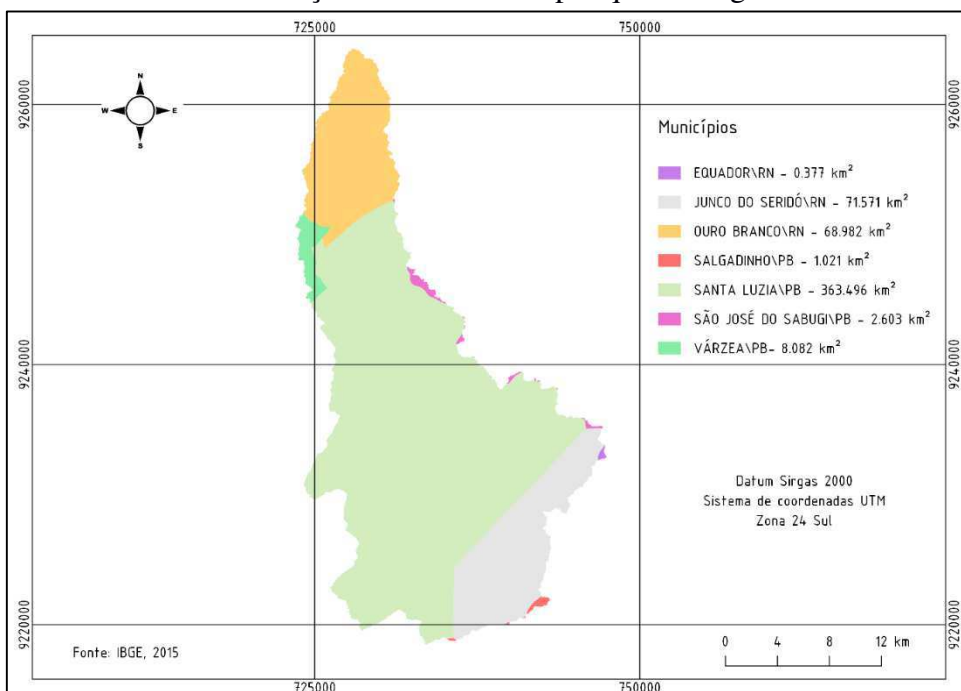 725000
750000
9260000
9260000
N
W
E
S
Municípios
EQUADOR\RN - 0.377 km²
JUNCO DO SERIDÓ\RN - 71.571 km²
OURO BRANCO\RN - 68.982 km²
SALGADINHO\PB - 1.021 km²
SANTA LUZIA\PB - 363.496 km²
SÃO JOSÉ DO SABUGI\PB - 2.603 km²
VÁRZEA\PB- 8.082 km²
9240000
9240000
Datum Sirgas 2000
Sistema de coordenadas UTM
Zona 24 Sul
9220000
9220000
Fonte: IBGE, 2015
0 4 8 12 km
725000
750000